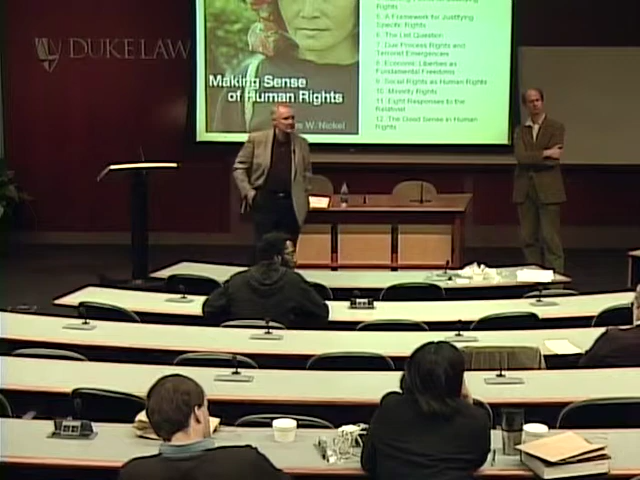 DUKE LAW
Rights
5. A Framework for Justifying
Specific Rights
6. The List Question
7. Due Process Rights and
Terrorist Emergencies
8. Economic Liberties as
Fundamental Freedoms
9. Social Rights as Human Rights
10. Minority Rights
11. Eight Responses to the
Relativist
12. The Good Sense in Human
Rights
Making Sense
of Human Rights
W. Nickel